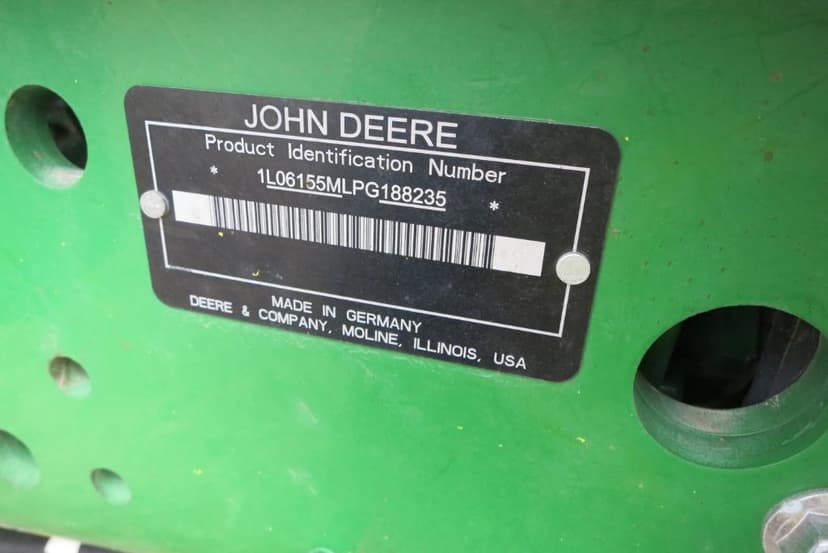 JOHN DEERE
Product Identification Number
* 1L06155MLPG188235 *
MADE IN GERMANY
DEERE & COMPANY, MOLINE, ILLINOIS, USA